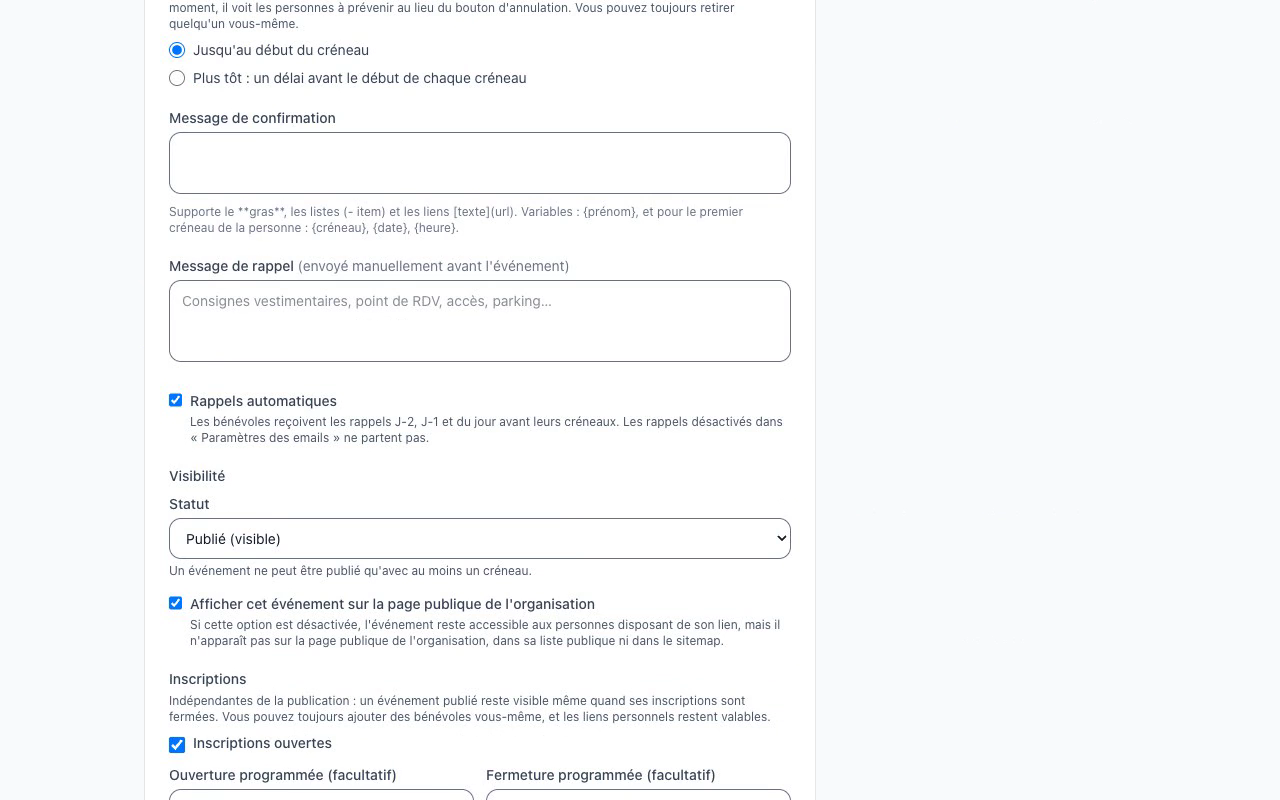 moment, il voit les personnes à prévenir au lieu du bouton d'annulation. Vous pouvez toujours retirer
quelqu'un vous-même.
Jusqu'au début du créneau
Plus tôt : un délai avant le début de chaque créneau
Message de confirmation
Supporte le **gras**, les listes (- item) et les liens [texte](url). Variables : {prénom}, et pour le premier
créneau de la personne : {créneau}, {date}, {heure}.
Message de rappel (envoyé manuellement avant l'événement)
Consignes vestimentaires, point de RDV, accès, parking...
Rappels automatiques
Les bénévoles reçoivent les rappels J-2, J-1 et du jour avant leurs créneaux. Les rappels désactivés dans
« Paramètres des emails » ne partent pas.
Visibilité
Statut
Publié (visible)
Un événement ne peut être publié qu'avec au moins un créneau.
Afficher cet événement sur la page publique de l'organisation
Si cette option est désactivée, l'événement reste accessible aux personnes disposant de son lien, mais il
n'apparaît pas sur la page publique de l'organisation, dans sa liste publique ni dans le sitemap.
Inscriptions
Indépendantes de la publication : un événement publié reste visible même quand ses inscriptions sont
fermées. Vous pouvez toujours ajouter des bénévoles vous-même, et les liens personnels restent valables.
Inscriptions ouvertes
Ouverture programmée (facultatif)
Fermeture programmée (facultatif)